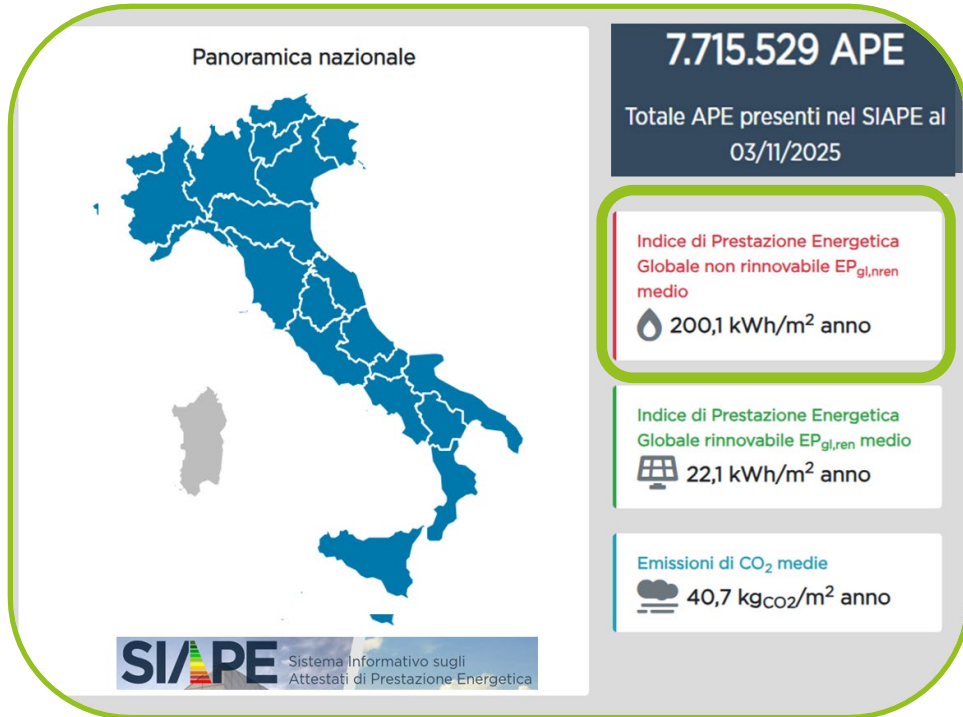 Panoramica nazionale
7.715.529 APE
Totale APE presenti nel SIAPE al
03/11/2025
Indice di Prestazione Energetica
Globale non rinnovabile EPgl,nren
medio
200,1 kWh/m² anno
Indice di Prestazione Energetica
Globale rinnovabile EPgl,ren medio
22,1 kWh/m² anno
Emissioni di CO₂ medie
40,7 kgCO2/m² anno
SIAPE
Sistema Informativo sugli
Attestati di Prestazione Energetica